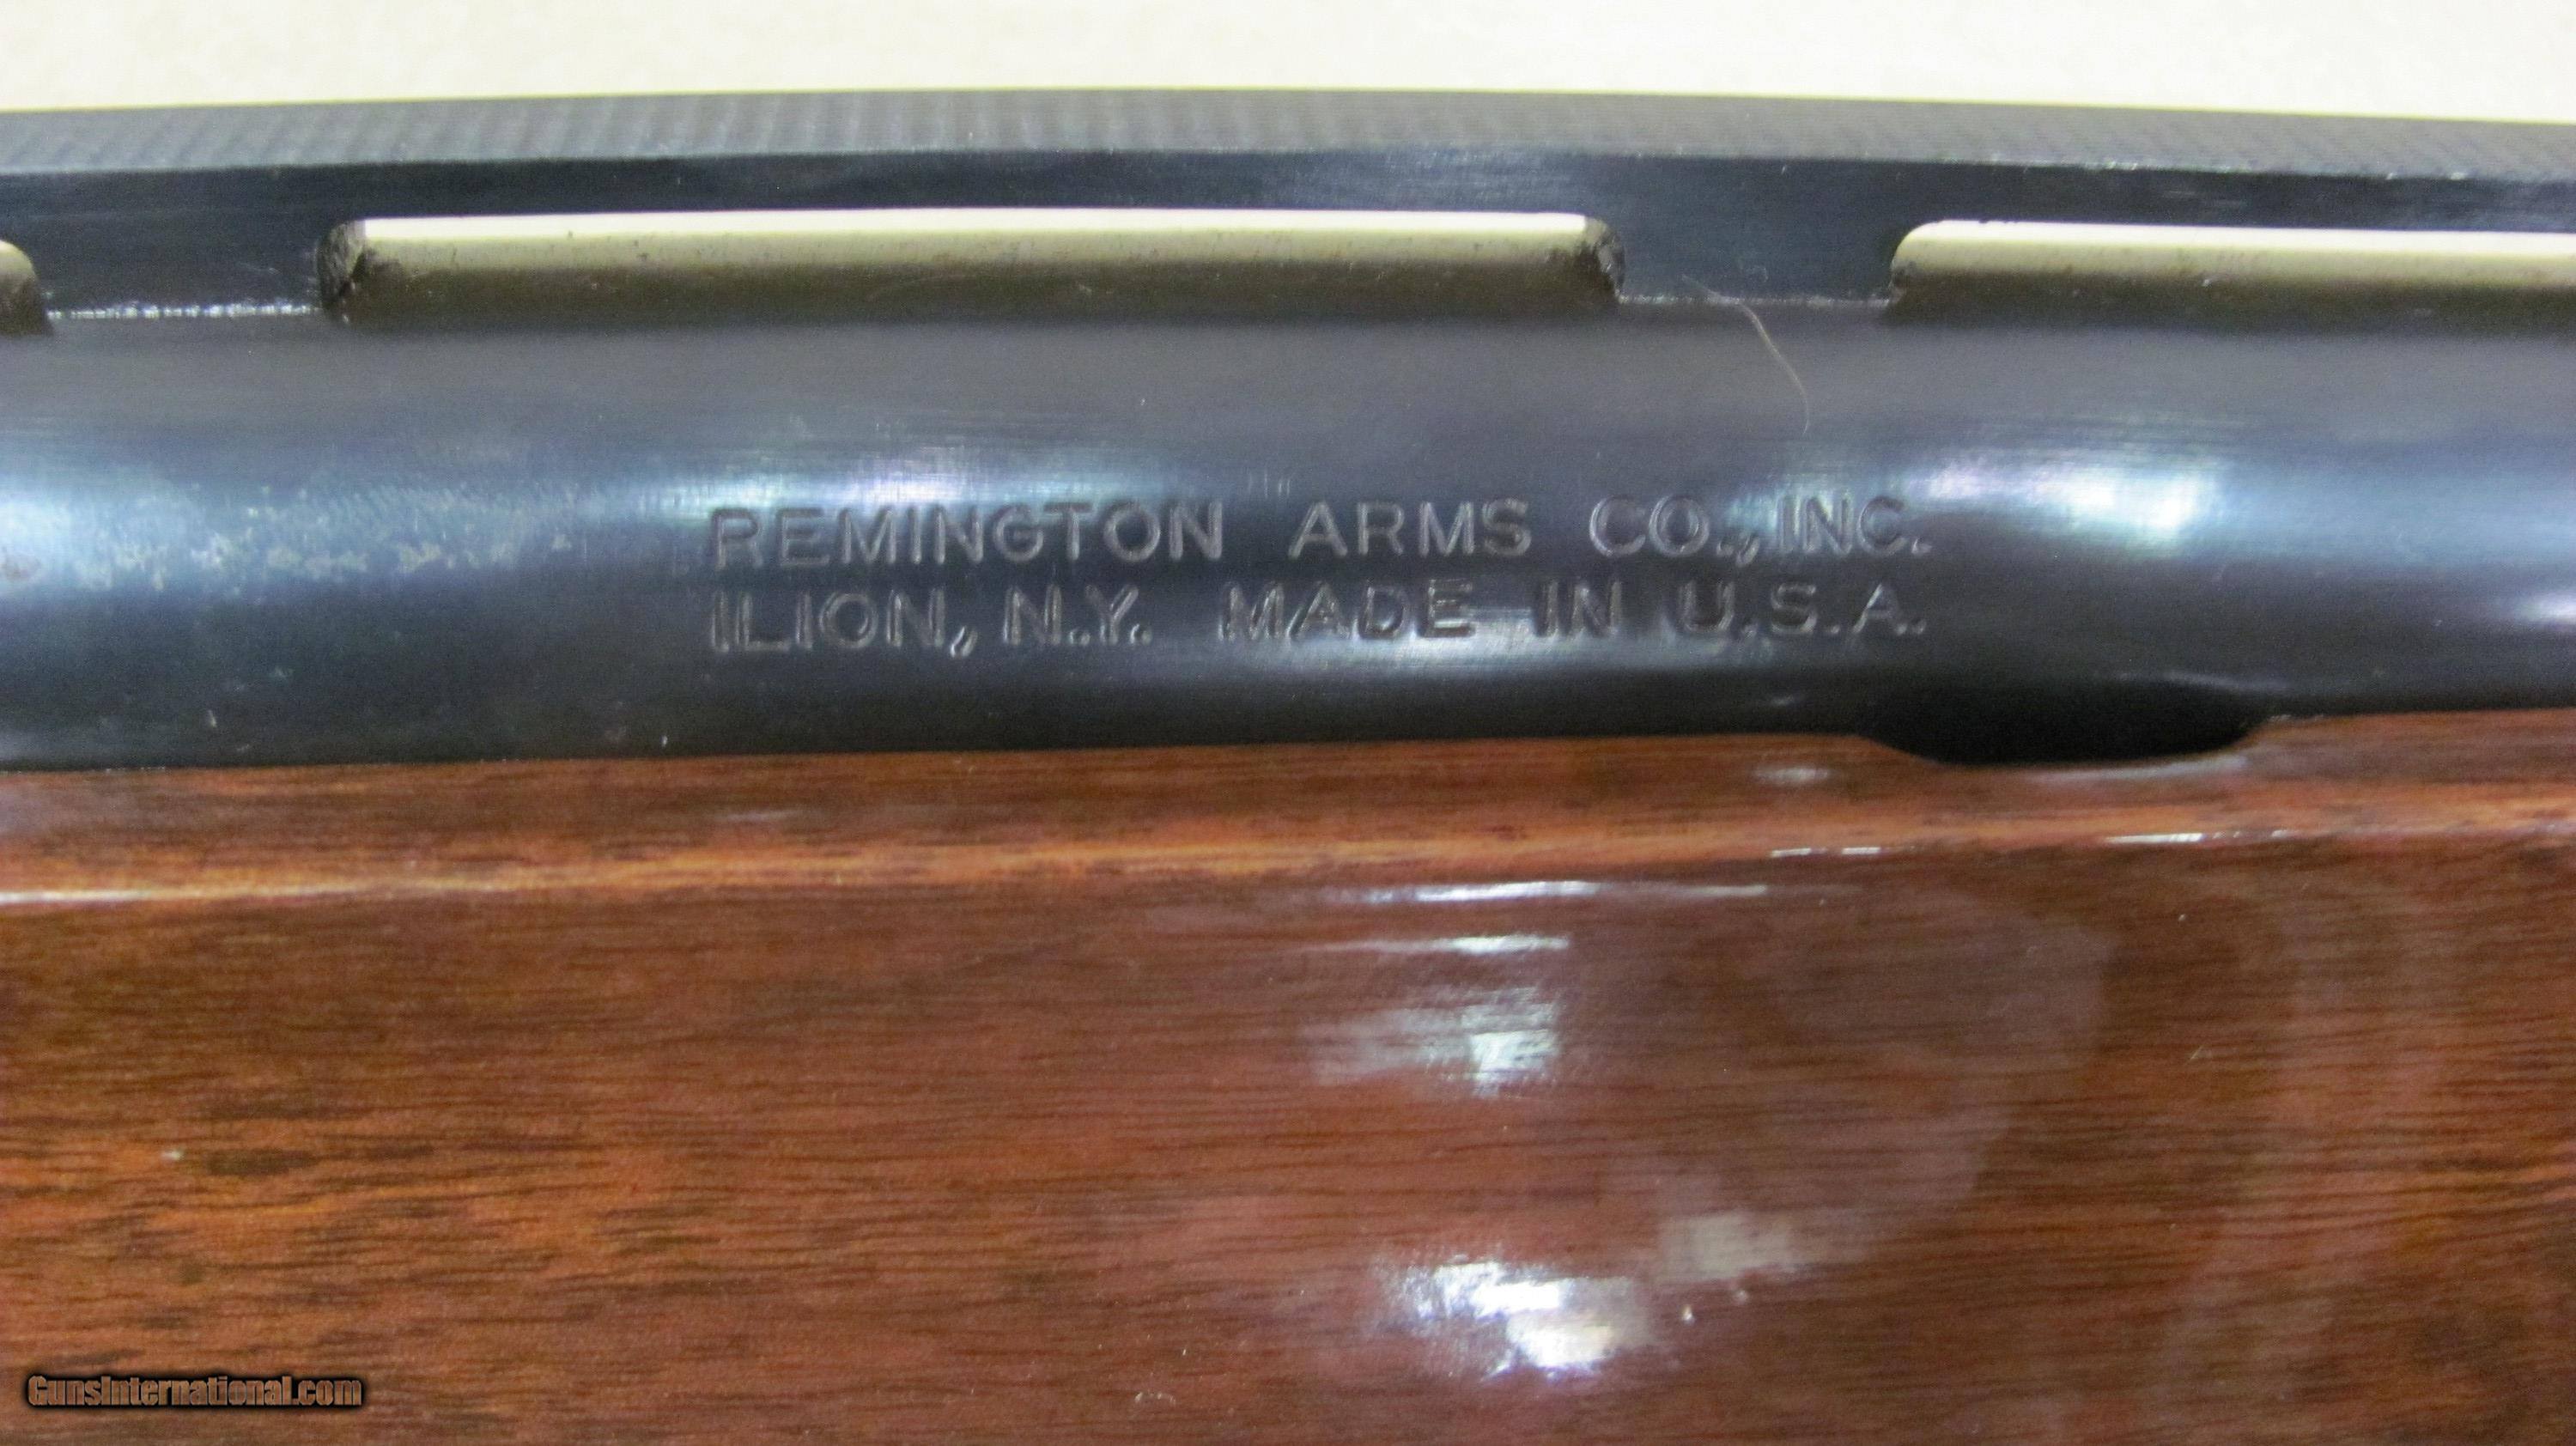 REMINGTON ARMS CO., INC.
ILION, N.Y. MADE IN U.S.A.
GunsInternational.com